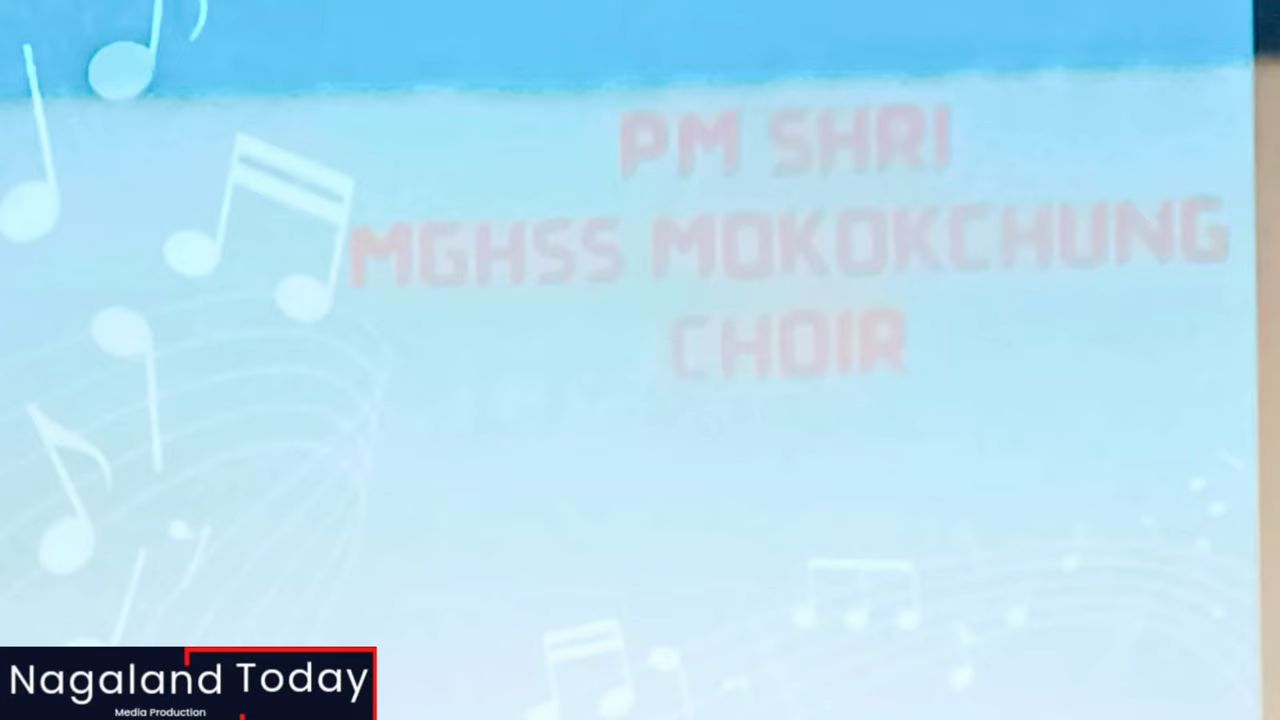 PM SHRI
MGHSS MOKOKCHUNG
CHOIR
Nagaland Today
Media Production